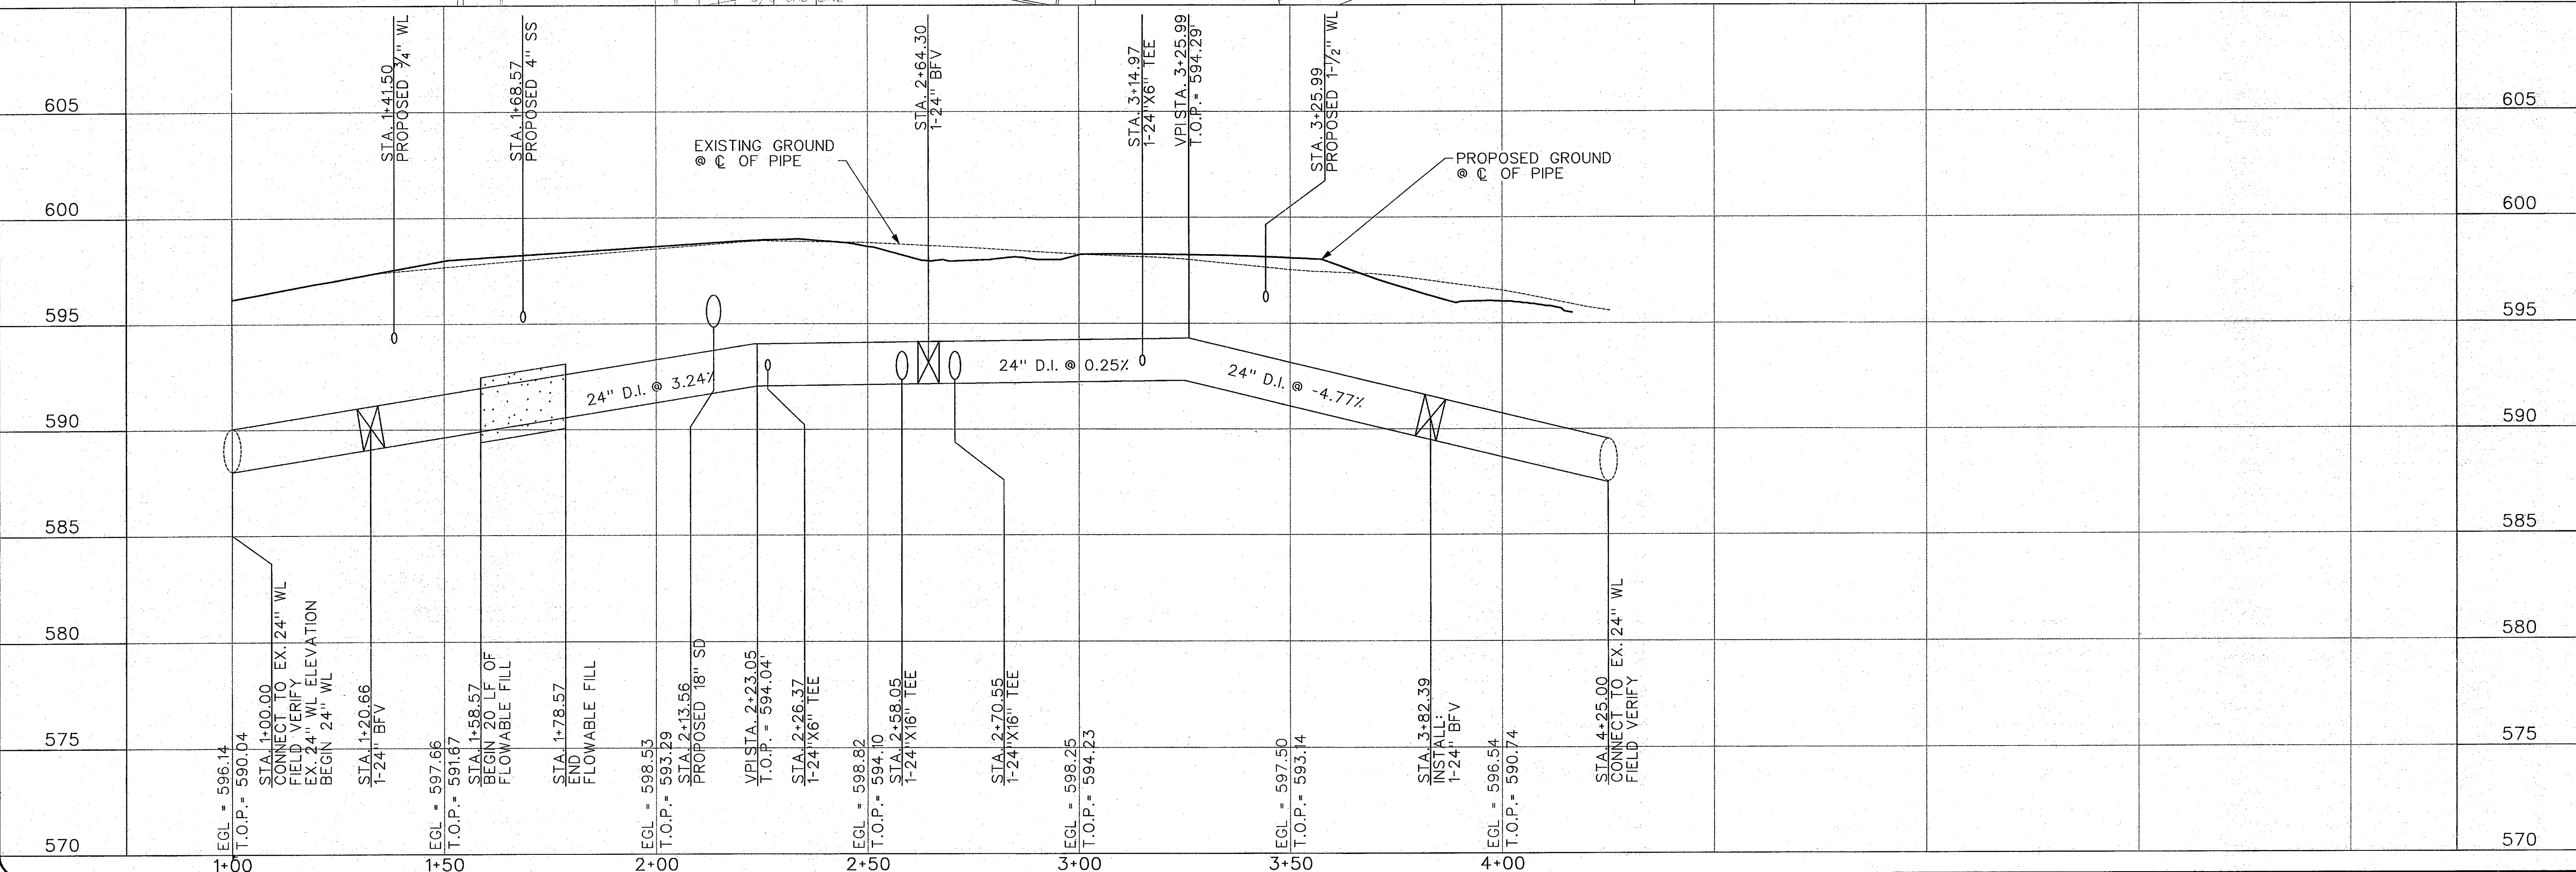 605
600
595
590
585
580
575
570
605
600
595
590
585
580
575
570
STA. 1+41.50
PROPOSED 3/4" WL
STA. 1+68.57
PROPOSED 4" SS
STA. 2+64.30
1-24" BFV
STA. 3+14.97
1-24"X6" TEE
VPI STA. 3+25.99
T.O.P.= 594.29'
STA. 3+25.99
PROPOSED 1-1/2" WL
EXISTING GROUND
@ ℄ OF PIPE
PROPOSED GROUND
@ ℄ OF PIPE
24" D.I. @ 3.24%
24" D.I. @ 0.25%
24" D.I. @ -4.77%
EGL = 596.14
T.O.P.= 590.04
STA. 1+00.00
CONNECT TO EX. 24" WL
FIELD VERIFY
EX. 24" WL ELEVATION
BEGIN 24" WL
STA. 1+20.66
1-24" BFV
EGL = 597.66
T.O.P.= 591.67
STA. 1+58.57
BEGIN 20 LF OF
FLOWABLE FILL
STA. 1+78.57
END
FLOWABLE FILL
EGL = 598.53
T.O.P.= 593.29
STA. 2+13.56
PROPOSED 18" SD
VPI STA. 2+23.05
T.O.P. = 594.04'
STA. 2+26.37
1-24"X6" TEE
EGL = 598.82
T.O.P.= 594.10
STA. 2+58.05
1-24"X16" TEE
STA. 2+70.55
1-24"X16" TEE
EGL = 598.25
T.O.P.= 594.23
EGL = 597.50
T.O.P.= 593.14
STA. 3+82.39
INSTALL:
1-24" BFV
EGL = 596.54
T.O.P.= 590.74
STA. 4+25.00
CONNECT TO EX. 24" WL
FIELD VERIFY
1+00
1+50
2+00
2+50
3+00
3+50
4+00